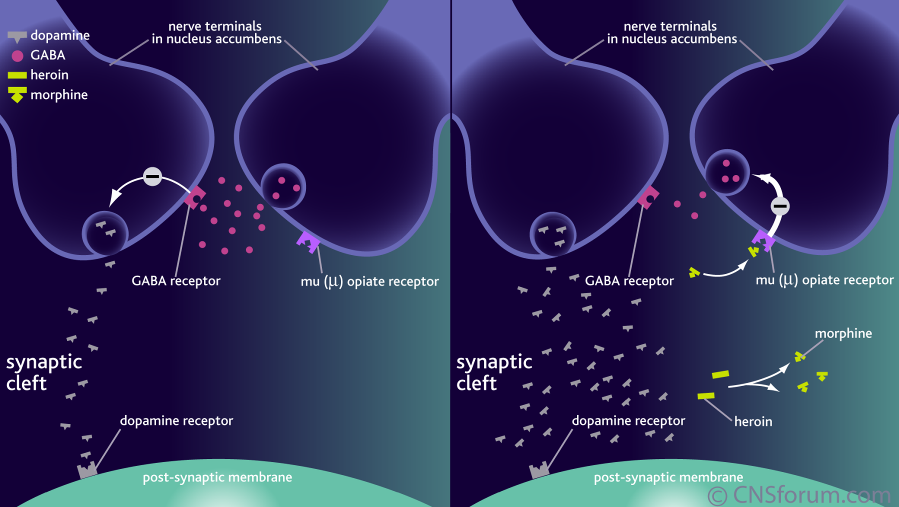 dopamine
GABA
heroin
morphine
nerve terminals
in nucleus accumbens
GABA receptor
mu (μ) opiate receptor
synaptic
cleft
dopamine receptor
post-synaptic membrane
nerve terminals
in nucleus accumbens
GABA receptor
mu (μ) opiate receptor
morphine
synaptic
cleft
heroin
dopamine receptor
post-synaptic membrane
© CNSforum.com